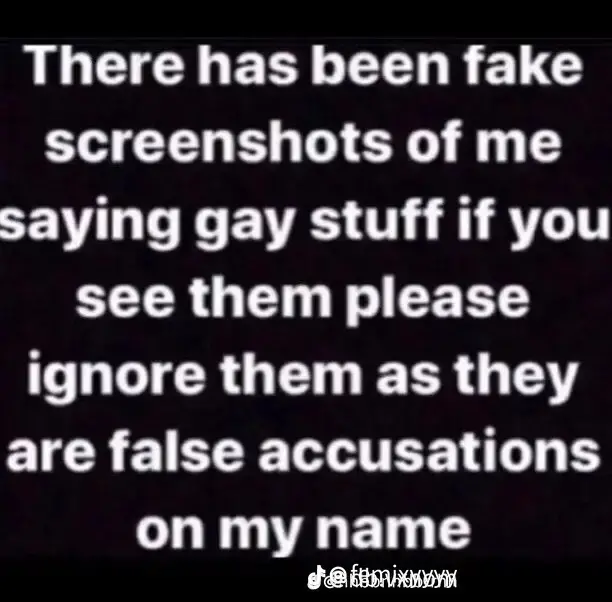 There has been fake
screenshots of me
saying gay stuff if you
see them please
ignore them as they
are false accusations
on my name